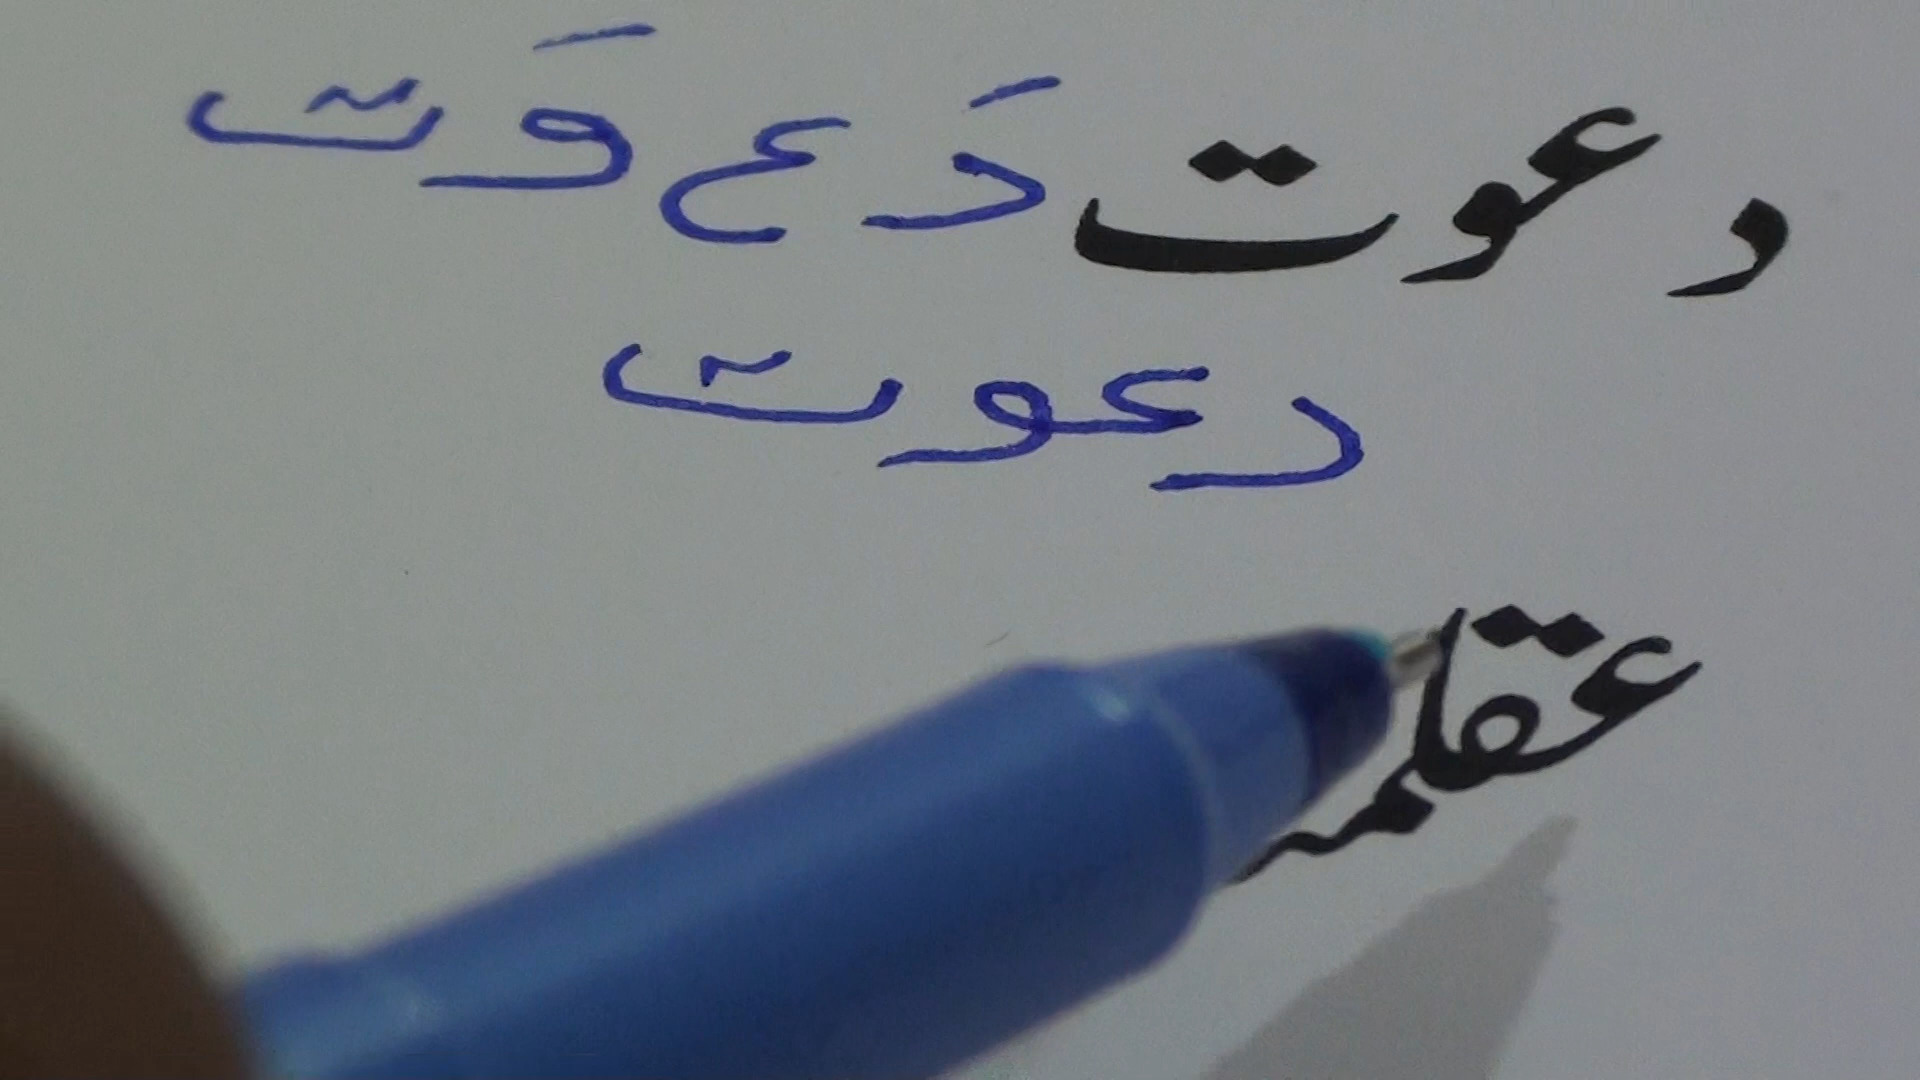 دعوت دَ ع وَ ت
دعوت